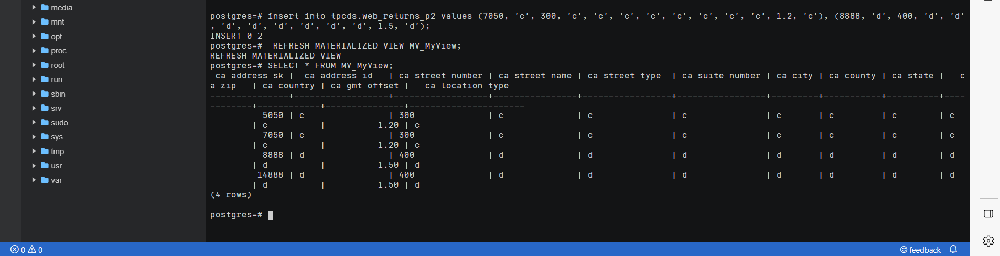 media
mnt
opt
proc
root
run
sbin
srv
sudo
sys
tmp
usr
var
postgres=# insert into tpcds.web_returns_p2 values (7050, 'c', 300, 'c', 'c', 'c', 'c', 'c', 'c', 'c', 'c', 1.2, 'c'), (8888, 'd', 400, 'd', 'd'
, 'd', 'd', 'd', 'd', 'd', 'd', 1.5, 'd');
INSERT 0 2
postgres=#  REFRESH MATERIALIZED VIEW MV_MyView;
REFRESH MATERIALIZED VIEW
postgres=# SELECT * FROM MV_MyView;
 ca_address_sk |  ca_address_id   | ca_street_number | ca_street_name | ca_street_type  | ca_suite_number | ca_city | ca_county | ca_state |   c
a_zip   | ca_country | ca_gmt_offset |   ca_location_type
---------------+------------------+------------------+----------------+-----------------+-----------------+---------+-----------+----------+----
--------+------------+---------------+----------------------
          5050 | c                | 300              | c              | c               | c               | c       | c         | c        | c
        | c          |          1.20 | c
          7050 | c                | 300              | c              | c               | c               | c       | c         | c        | c
        | c          |          1.20 | c
          8888 | d                | 400              | d              | d               | d               | d       | d         | d        | d
        | d          |          1.50 | d
         14888 | d                | 400              | d              | d               | d               | d       | d         | d        | d
        | d          |          1.50 | d
(4 rows)
postgres=#
0 0
feedback